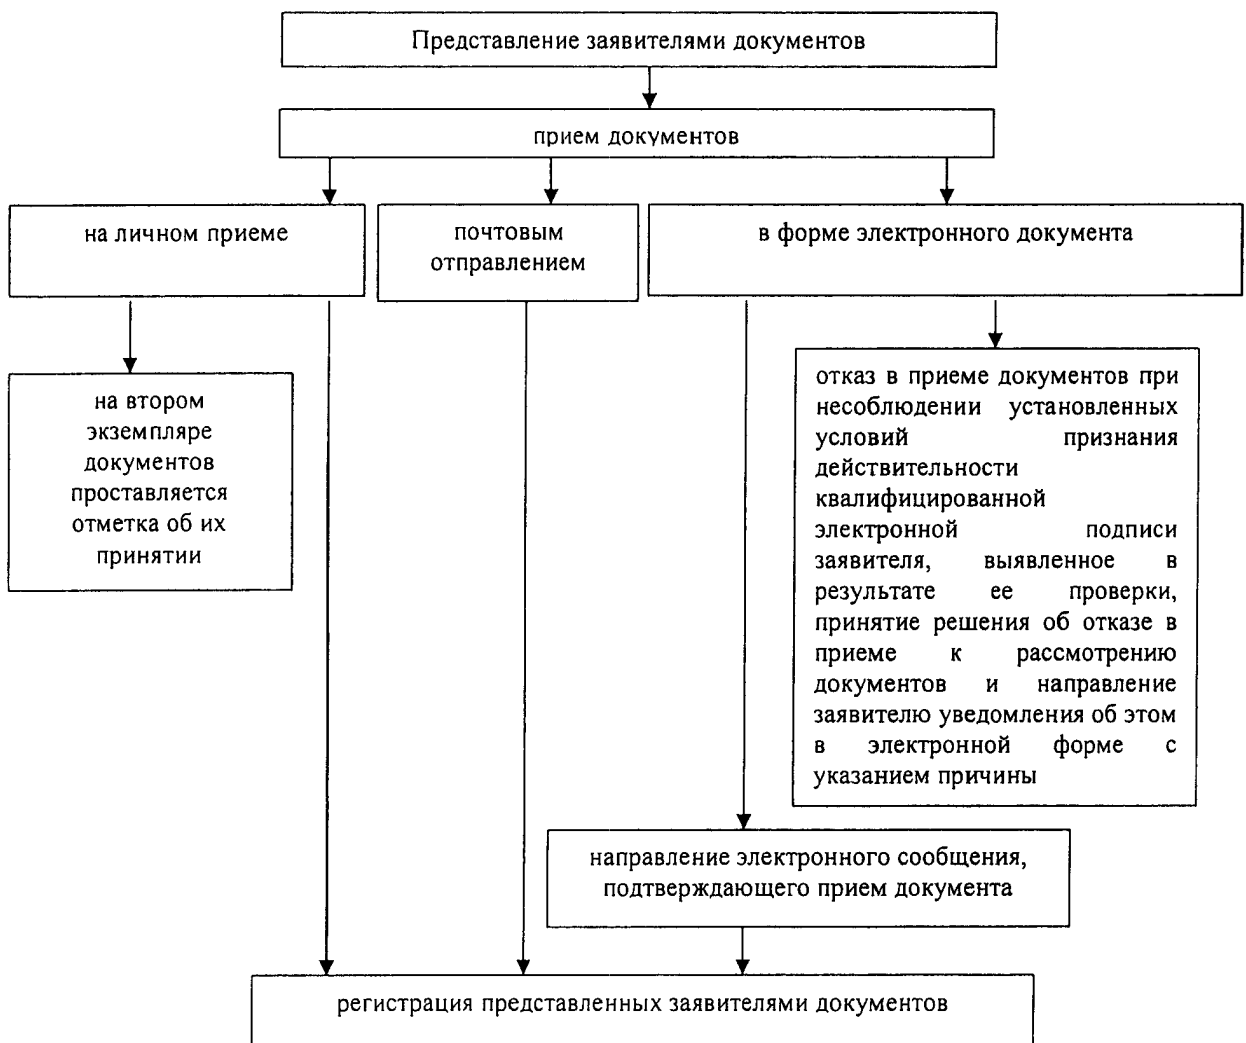 Представление заявителями документов
прием документов
на личном приеме
почтовым
отправлением
в форме электронного документа
на втором
экземпляре
документов
проставляется
отметка об их
принятии
отказ в приеме документов при
несоблюдении установленных
условий признания
действительности
квалифицированной
электронной подписи
заявителя, выявленное в
результате ее проверки,
принятие решения об отказе в
приеме к рассмотрению
документов и направление
заявителю уведомления об этом
в электронной форме с
указанием причины
направление электронного сообщения,
подтверждающего прием документа
регистрация представленных заявителями документов